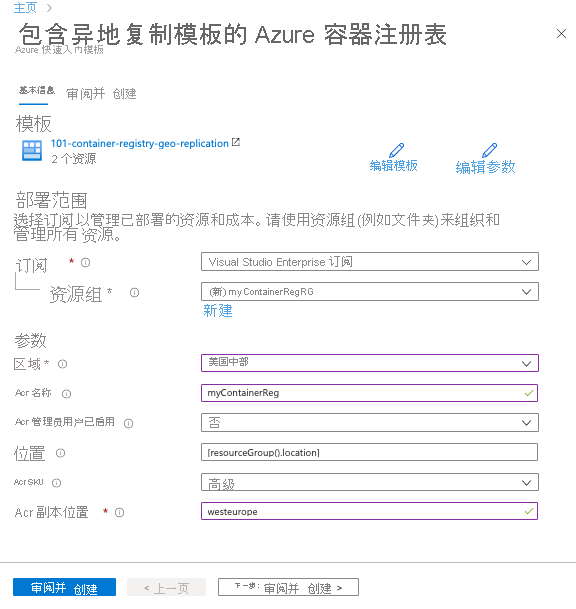 主页
包含异地复制模板的 Azure 容器注册表
Azure 快速入门模板
基本信息 审阅并 创建
模板
101-container-registry-geo-replication
2 个资源
编辑模板 编辑参数
部署范围
选择订阅以管理已部署的资源和成本。请使用资源组(例如文件夹)来组织和
管理所有 资源。
订阅 * Visual Studio Enterprise 订阅
资源组 * (新) myContainerRegRG
新建
参数
区域 * 美国中部
Acr 名称 myContainerReg
Acr 管理员用户已启用 否
位置 [resourceGroup().location]
Acr SKU 高级
Acr 副本位置 * westeurope
审阅并 创建 < 上一页 下一步: 审阅并 创建 >